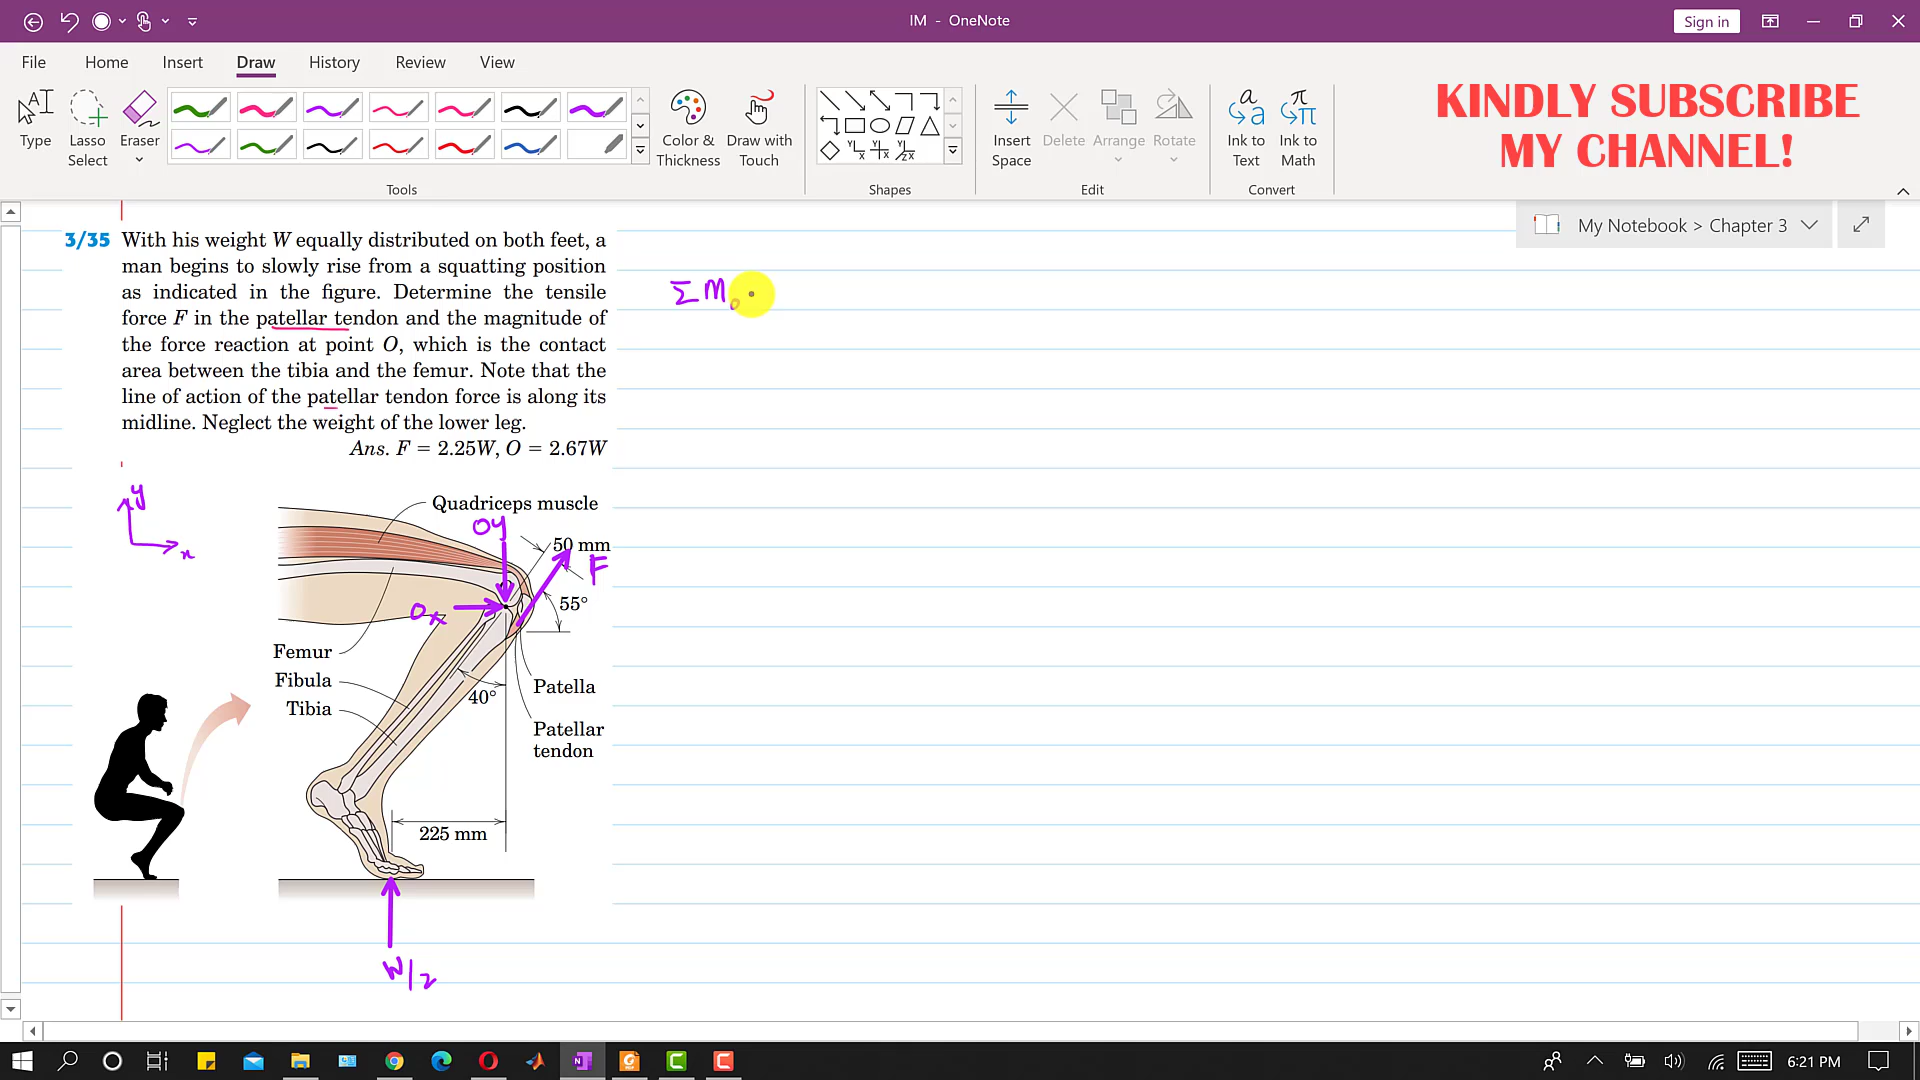 IM - OneNote
Sign in
File Home Insert Draw History Review View
KINDLY SUBSCRIBE
MY CHANNEL!
Type
Lasso
Select
Eraser
Color &
Thickness
Draw with
Touch
Insert
Space
Delete
Arrange
Rotate
Ink to
Text
Ink to
Math
Tools
Shapes
Edit
Convert
My Notebook > Chapter 3
3/35 With his weight W equally distributed on both feet, a
man begins to slowly rise from a squatting position
as indicated in the figure. Determine the tensile
force F in the patellar tendon and the magnitude of
the force reaction at point O, which is the contact
area between the tibia and the femur. Note that the
line of action of the patellar tendon force is along its
midline. Neglect the weight of the lower leg.
Ans. F = 2.25W, O = 2.67W
Σ M o
y
x
Quadriceps muscle
Oy
50 mm
F
55°
Ox
Femur
Fibula
Tibia
40°
Patella
Patellar
tendon
225 mm
W/2
6:21 PM